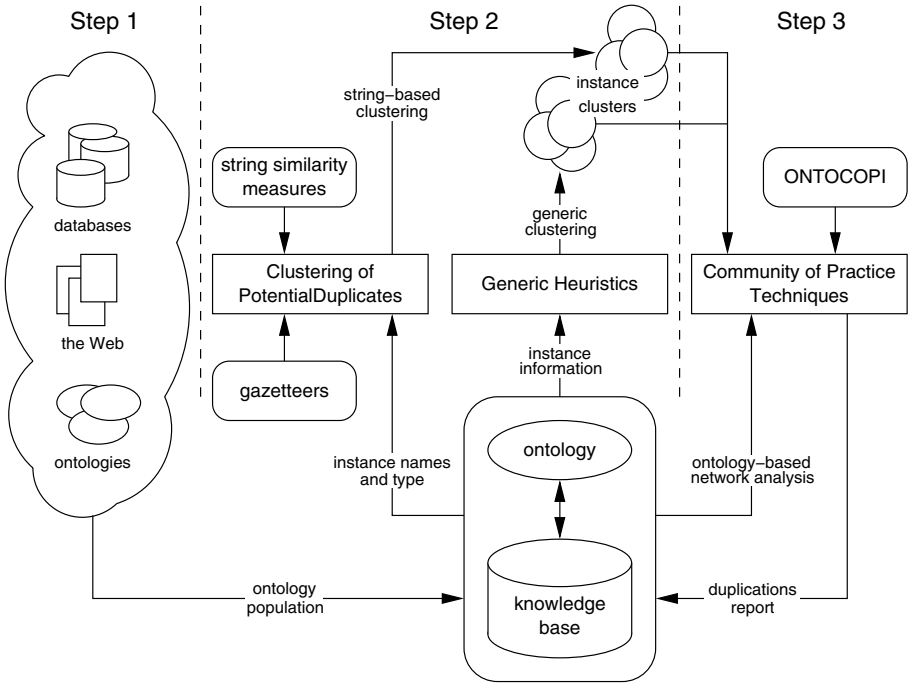 Step 1
Step 2
Step 3
databases
the Web
ontologies
string-based
clustering
instance
clusters
string similarity
measures
ONTOCOPI
generic
clustering
Clustering of
PotentialDuplicates
Generic Heuristics
Community of Practice
Techniques
gazetteers
instance
information
instance names
and type
ontology
ontology-based
network analysis
ontology
population
knowledge
base
duplications
report